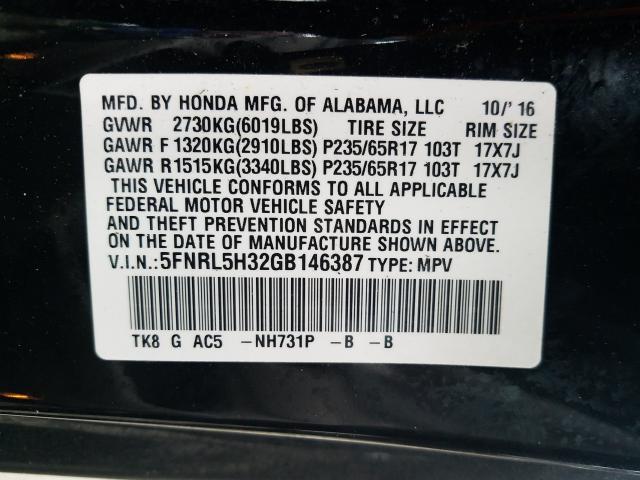 MFD. BY HONDA MFG. OF ALABAMA, LLC 10/'16
GVWR 2730KG(6019LBS) TIRE SIZE RIM SIZE
GAWR F 1320KG(2910LBS) P235/65R17 103T 17X7J
GAWR R1515KG(3340LBS) P235/65R17 103T 17X7J
THIS VEHICLE CONFORMS TO ALL APPLICABLE
FEDERAL MOTOR VEHICLE SAFETY
AND THEFT PREVENTION STANDARDS IN EFFECT
ON THE DATE OF MANUFACTURE SHOWN ABOVE.
V.I.N.:5FNRL5H32GB146387 TYPE: MPV
TK8 G AC5 -NH731P -B -B